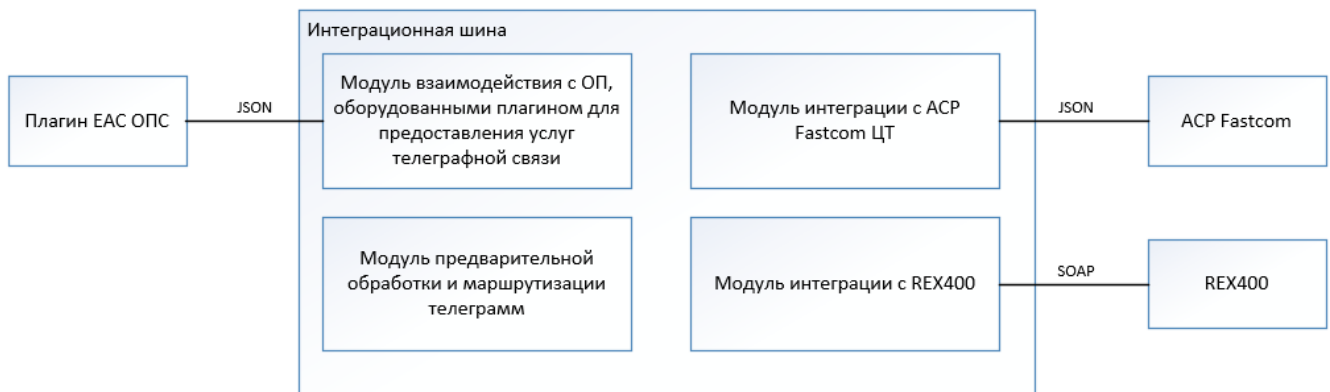 Интеграционная шина
Плагин ЕАС ОПС
JSON
Модуль взаимодействия с ОП,
оборудованными плагином для
предоставления услуг
телеграфной связи
Модуль интеграции с АСР
Fastcom ЦТ
JSON
АСР Fastcom
Модуль предварительной
обработки и маршрутизации
телеграмм
Модуль интеграции с REX400
SOAP
REX400